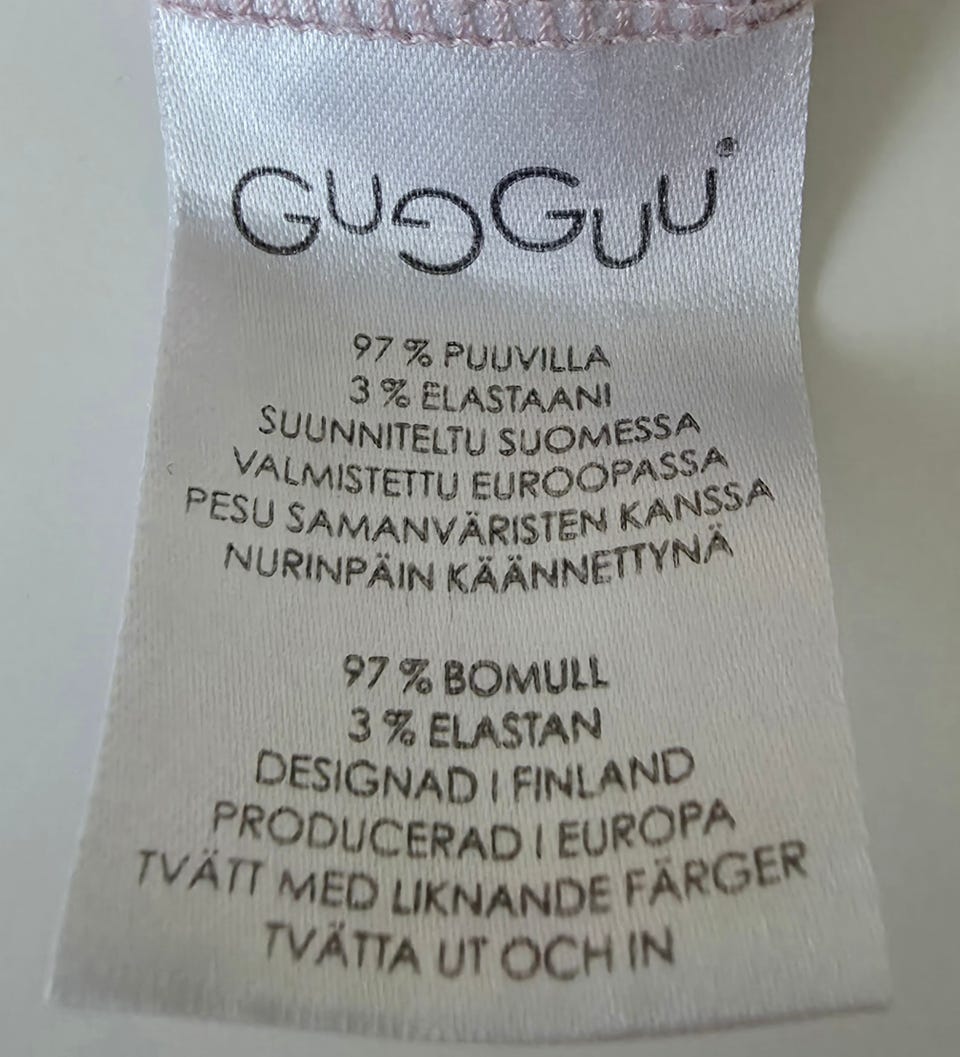 GUGGUU®
97 % PUUVILLA
3 % ELASTAANI
SUUNNITELTU SUOMESSA
VALMISTETTU EUROOPASSA
PESU SAMANVÄRISTEN KANSSA
NURINPÄIN KÄÄNNETTYNÄ
97 % BOMULL
3 % ELASTAN
DESIGNAD I FINLAND
PRODUCERAD I EUROPA
TVÄTT MED LIKNANDE FÄRGER
TVÄTTA UT OCH IN